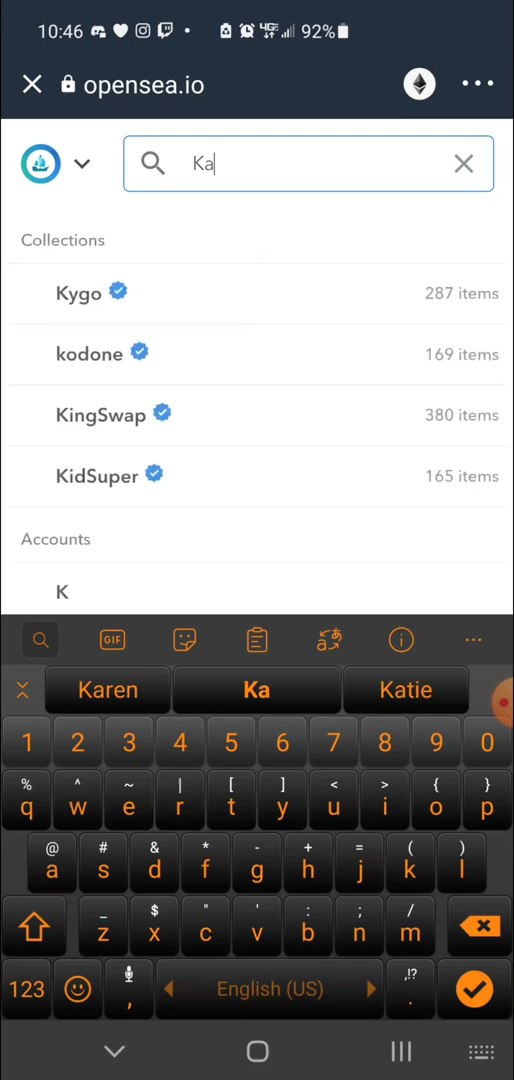 10:46 92%
opensea.io
Ka
Collections
Kygo 287 items
kodone 169 items
KingSwap 380 items
KidSuper 165 items
Accounts
K
GIF
Karen Ka Katie
1 2 3 4 5 6 7 8 9 0
% ^ ~ | [ ] < > { }
q w e r t y u i o p
@ # & * - + = ( )
a s d f g h j k l
_ $ " ' : ; /
z x c v b n m
123 , English (US) ,!? .